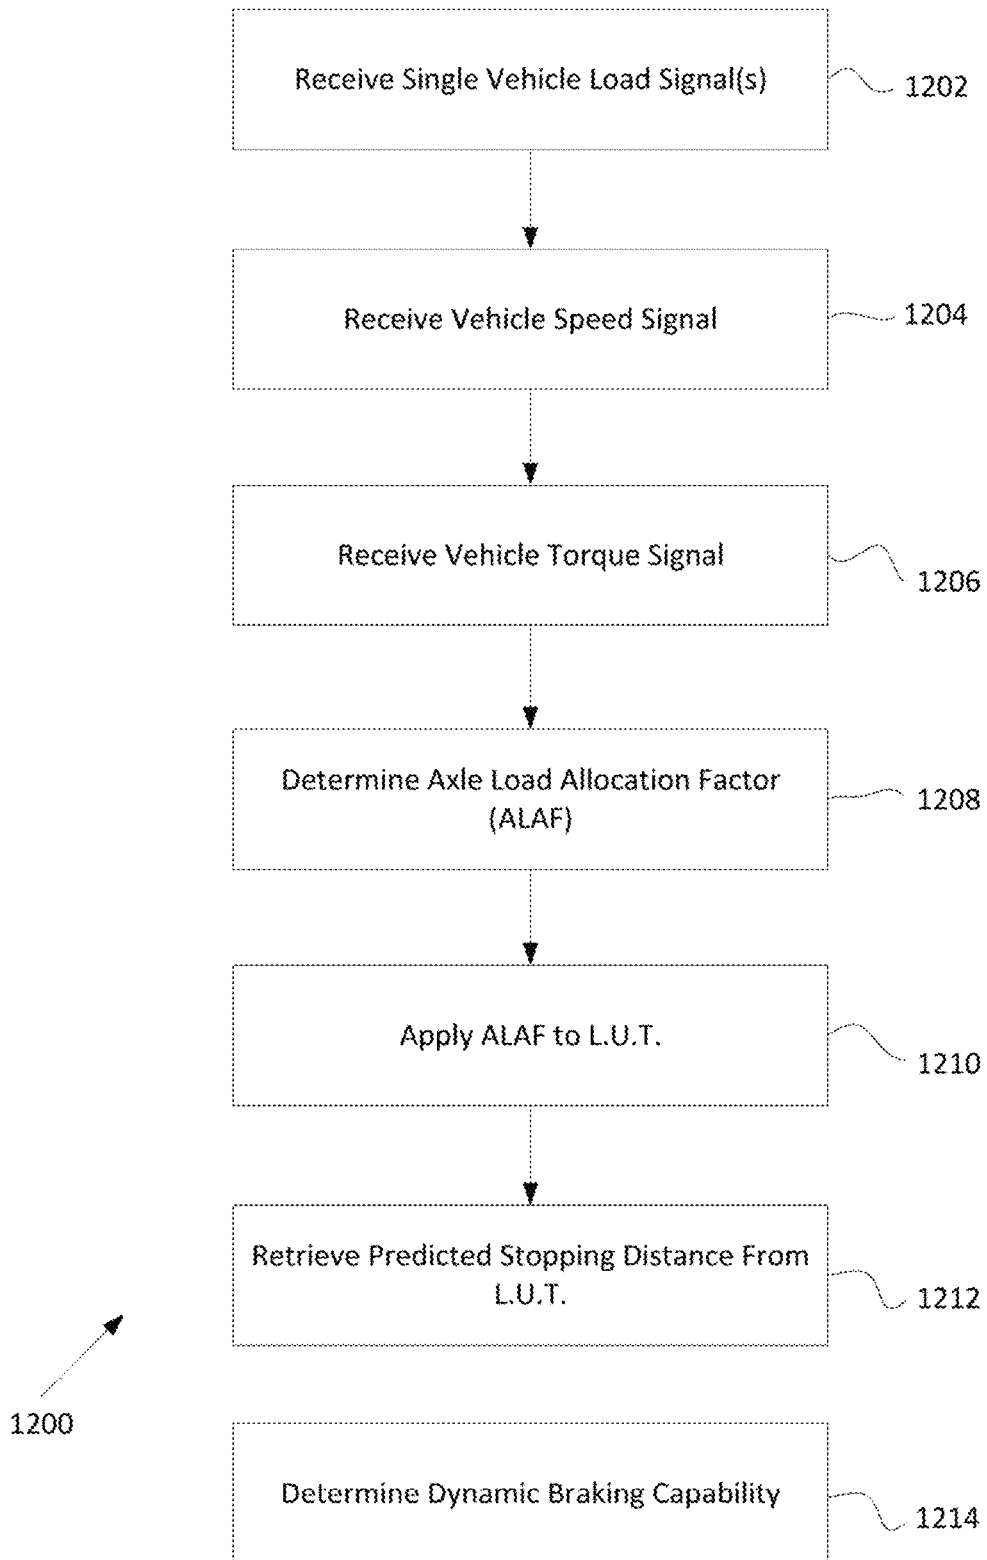 Receive Single Vehicle Load Signal(s)
1202
Receive Vehicle Speed Signal
1204
Receive Vehicle Torque Signal
1206
Determine Axle Load Allocation Factor
(ALAF)
1208
Apply ALAF to L.U.T.
1210
Retrieve Predicted Stopping Distance From
L.U.T.
1212
1200
Determine Dynamic Braking Capability
1214